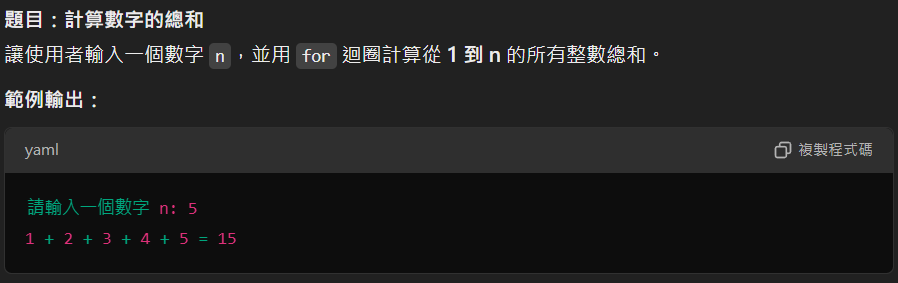 題目：計算數字的總和
讓使用者輸入一個數字 n，並用 for 迴圈計算從 1 到 n 的所有整數總和。
範例輸出：
yaml 複製程式碼
請輸入一個數字 n: 5
1 + 2 + 3 + 4 + 5 = 15